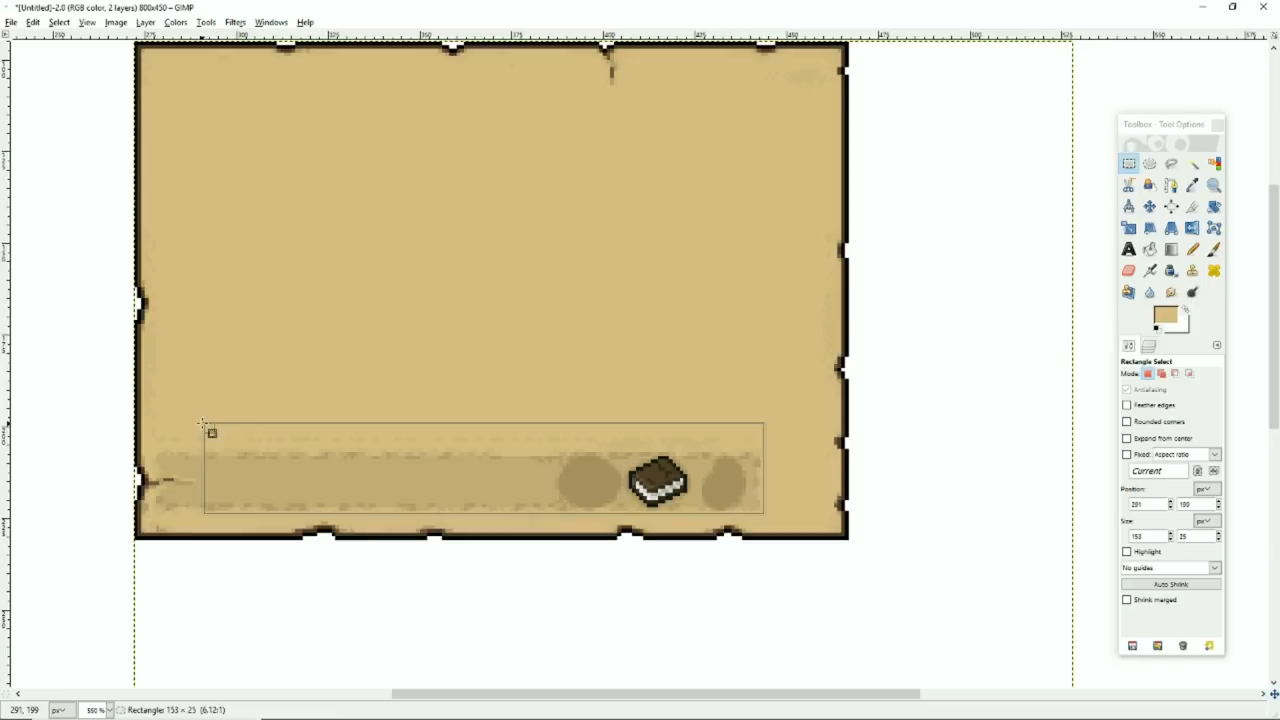 *[Untitled]-2.0 (RGB color, 2 layers) 800x450 – GIMP
File Edit Select View Image Layer Colors Tools Filters Windows Help
Toolbox - Tool Options
Rectangle Select
Mode:
Antialiasing
Feather edges
Rounded corners
Expand from center
Fixed: Aspect ratio
Current
Position: px
291 199
Size: px
153 25
Highlight
No guides
Auto Shrink
Shrink merged
291, 199 px 550 % Rectangle: 153 × 25 (6.12:1)